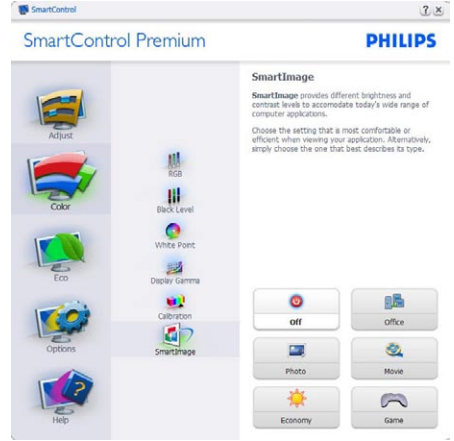 SmartControl
SmartControl Premium
PHILIPS
Adjust
Color
Eco
Options
Help
RGB
Black Level
White Point
Display Gamma
Calibration
SmartImage
SmartImage
SmartImage provides different brightness and
contrast levels to accomodate today's wide range of
computer applications.
Choose the setting that is most comfortable or
efficient when viewing your application. Alternatively,
simply choose the one that best describes its type.
Off
Office
Photo
Movie
Economy
Game